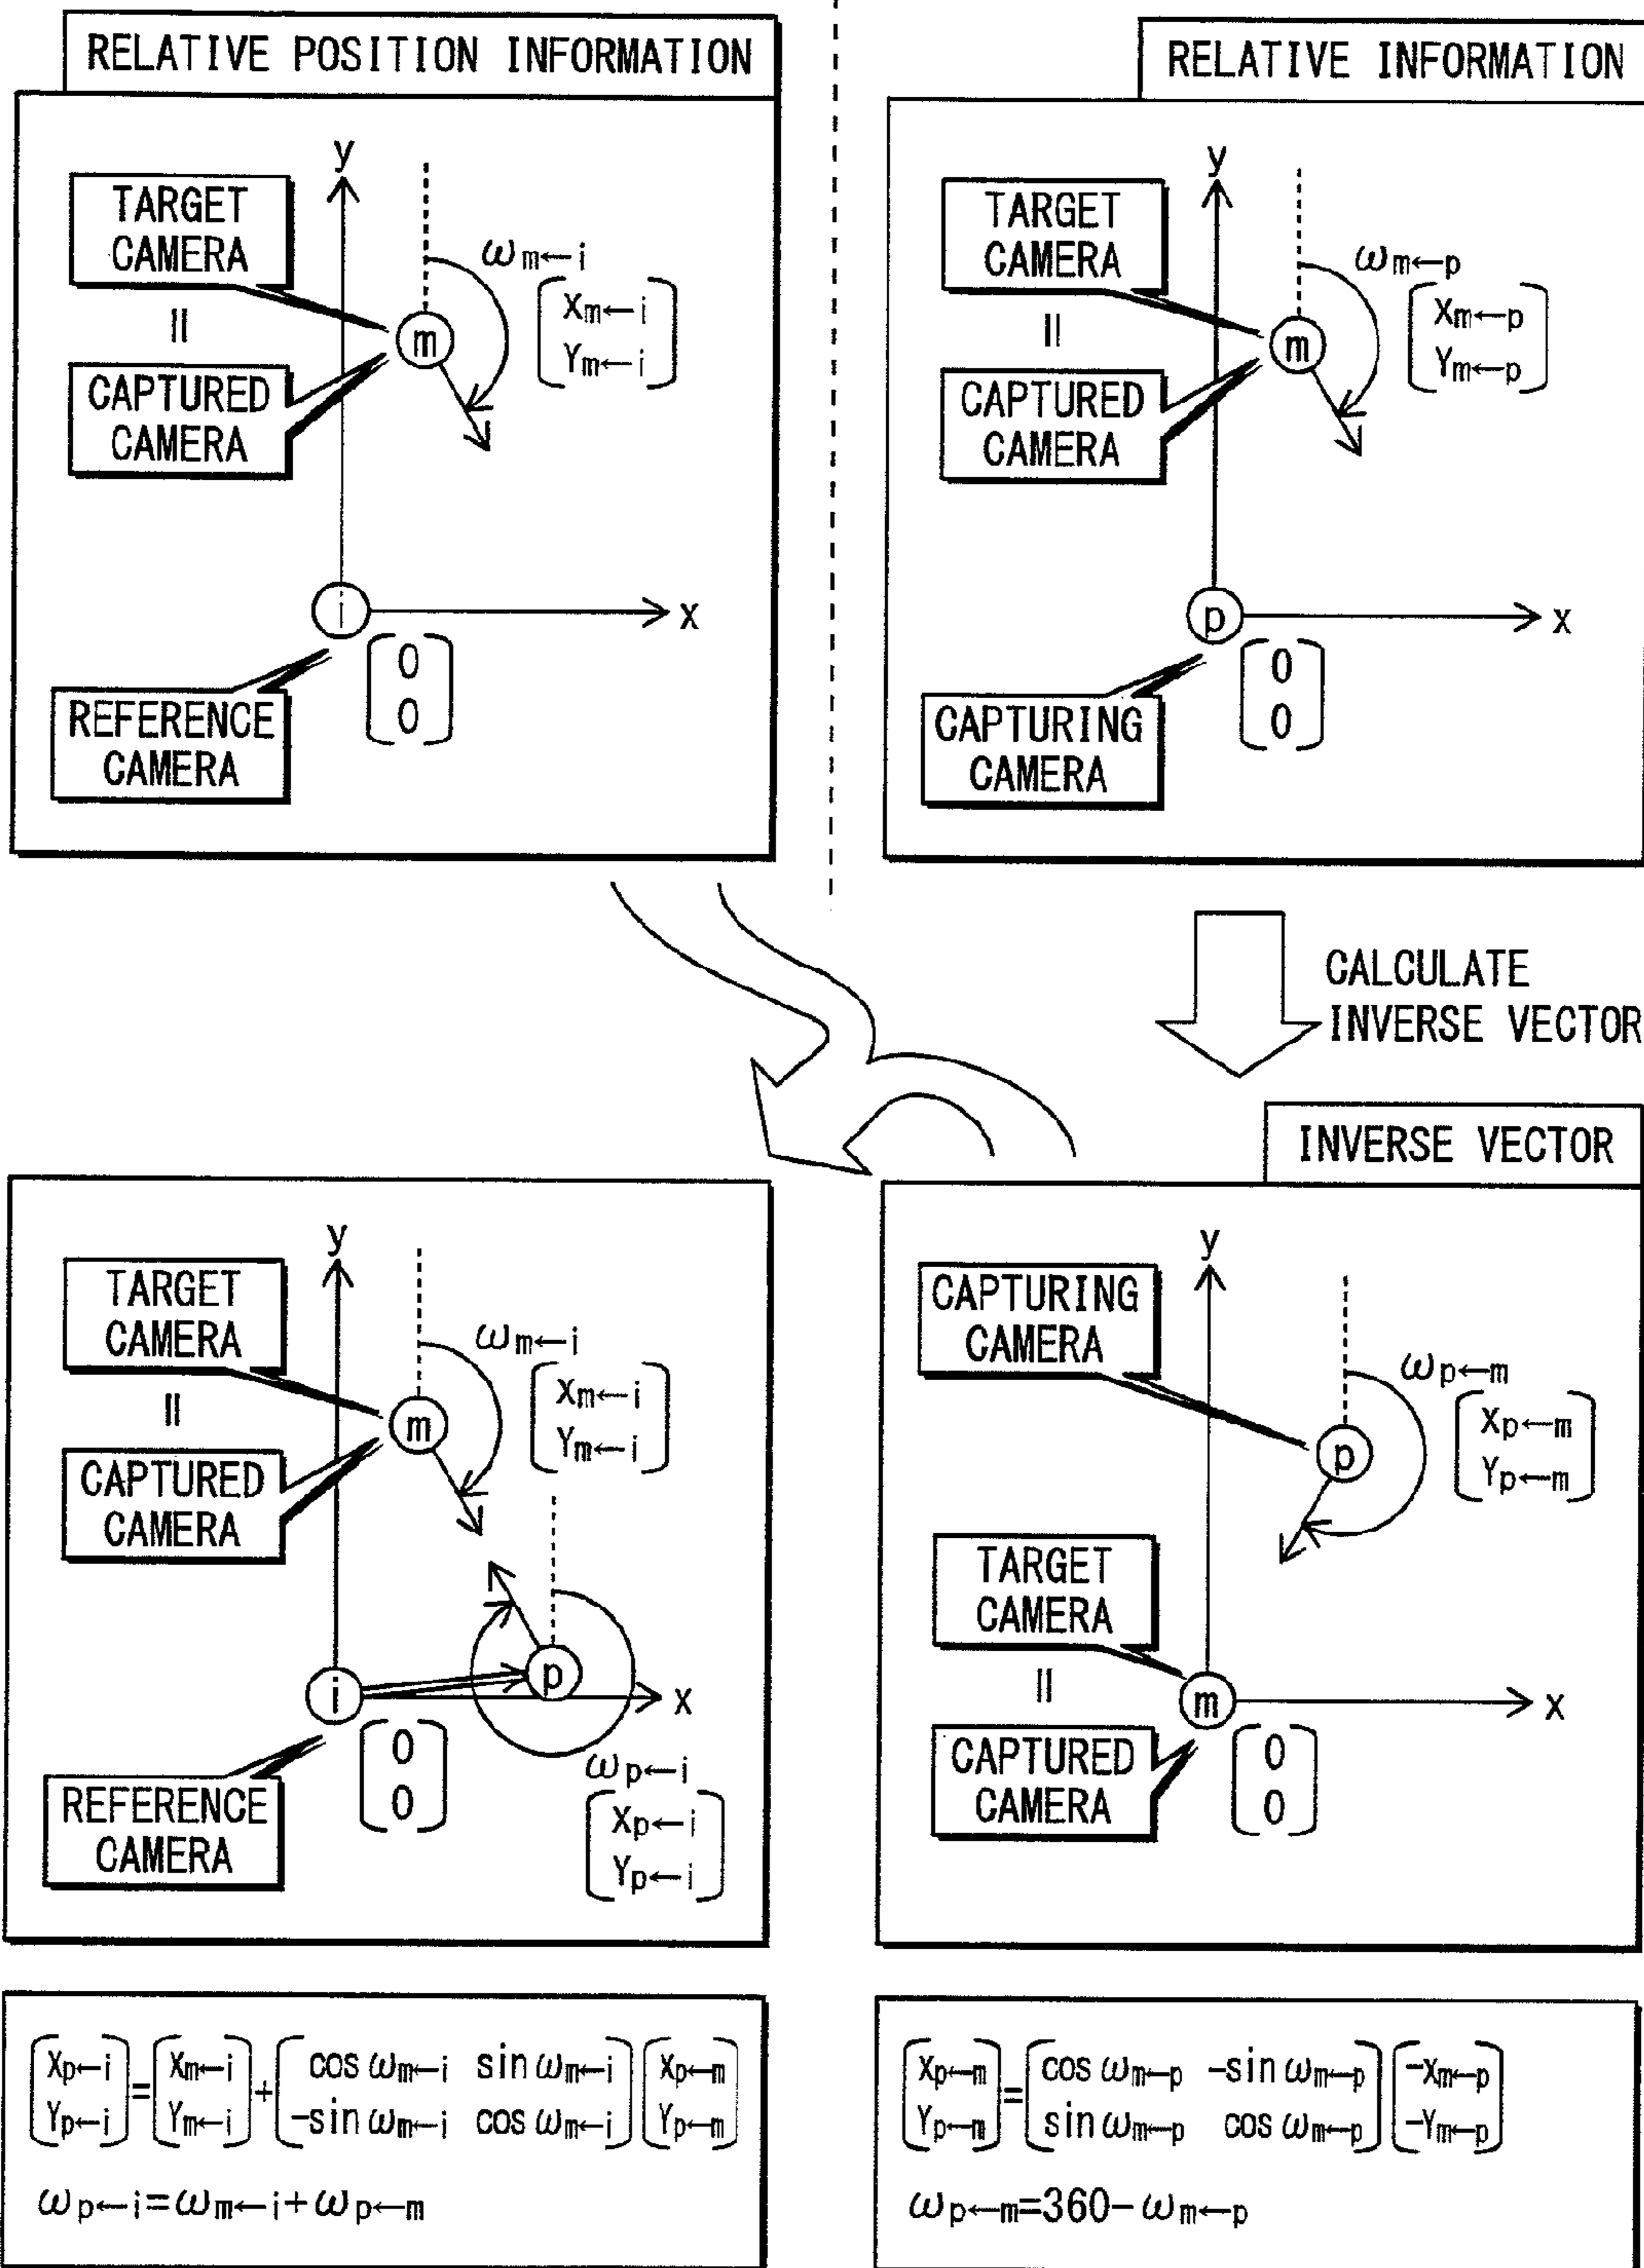 RELATIVE POSITION INFORMATION
y
TARGET
CAMERA
=
CAPTURED
CAMERA
m
ωm←i
Xm←i
Ym←i
i
x
0
0
REFERENCE
CAMERA
RELATIVE INFORMATION
y
TARGET
CAMERA
=
CAPTURED
CAMERA
m
ωm←p
Xm←p
Ym←p
p
x
0
0
CAPTURING
CAMERA
CALCULATE
INVERSE VECTOR
y
TARGET
CAMERA
=
CAPTURED
CAMERA
m
ωm←i
Xm←i
Ym←i
i
p
x
0
0
ωp←i
Xp←i
Yp←i
REFERENCE
CAMERA
INVERSE VECTOR
y
CAPTURING
CAMERA
ωp←m
Xp←m
Yp←m
p
TARGET
CAMERA
=
CAPTURED
CAMERA
m
x
0
0
Xp←i = Xm←i + cos ωm←i sin ωm←i Xp←m
Yp←i Ym←i -sin ωm←i cos ωm←i Yp←m
ωp←i=ωm←i+ωp←m
Xp←m = cos ωm←p -sin ωm←p -Xm←p
Yp←m sin ωm←p cos ωm←p -Ym←p
ωp←m=360-ωm←p